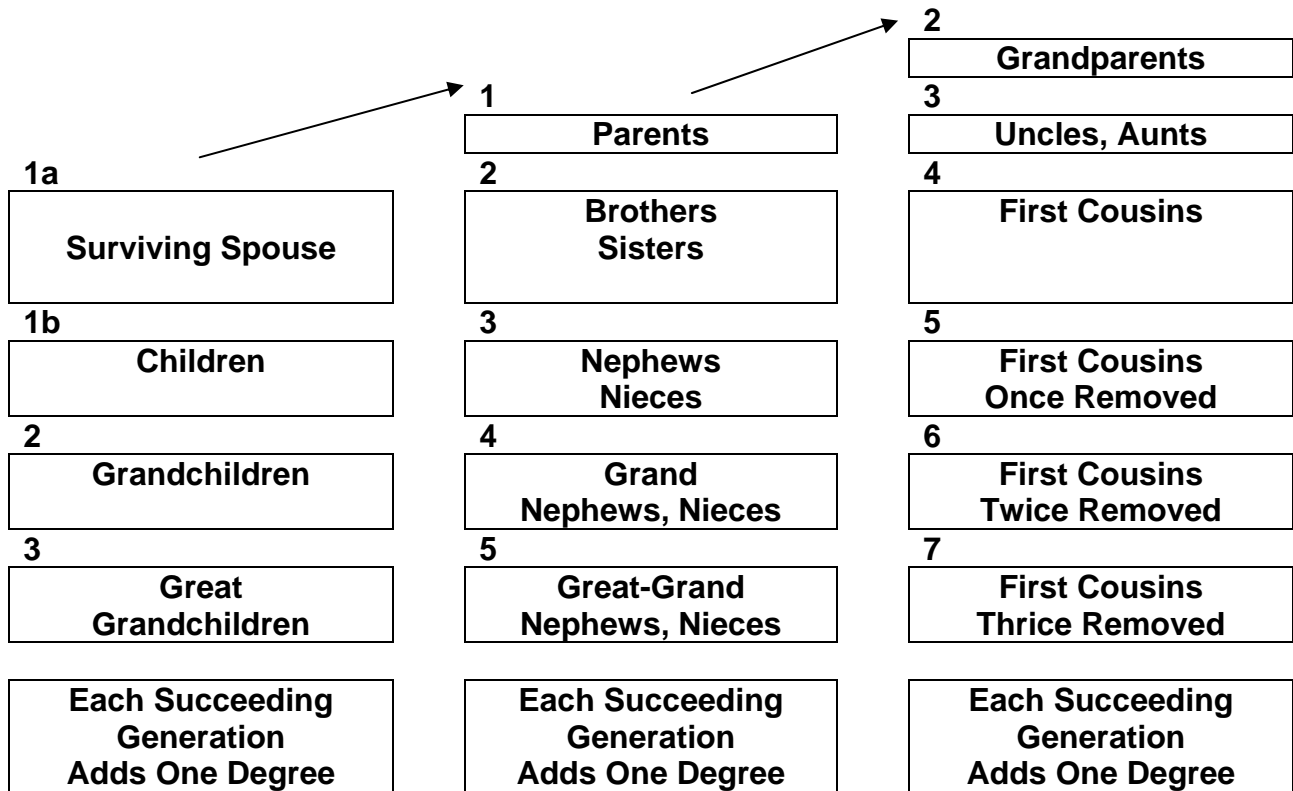 2
Grandparents
1
3
Parents
Uncles, Aunts
1a
2
4
Surviving Spouse
Brothers
Sisters
First Cousins
1b
3
5
Children
Nephews
Nieces
First Cousins
Once Removed
2
4
6
Grandchildren
Grand
Nephews, Nieces
First Cousins
Twice Removed
3
5
7
Great
Grandchildren
Great-Grand
Nephews, Nieces
First Cousins
Thrice Removed
Each Succeeding
Generation
Adds One Degree
Each Succeeding
Generation
Adds One Degree
Each Succeeding
Generation
Adds One Degree